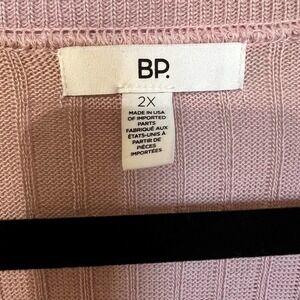 BP.
2X
MADE IN USA
OF IMPORTED
PARTS
FABRIQUÉ AUX
ÉTATS-UNIS À
PARTIR DE
PIÈCES
IMPORTÉES